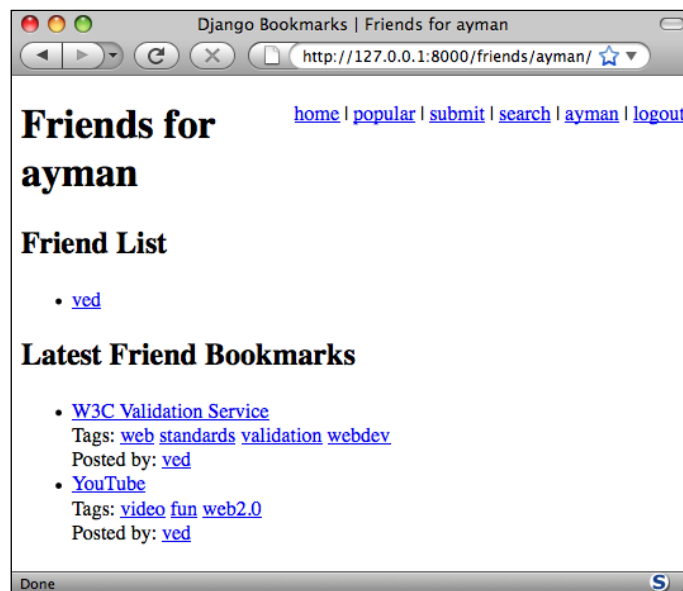 Django Bookmarks | Friends for ayman
http://127.0.0.1:8000/friends/ayman/
home | popular | submit | search | ayman | logout
Friends for
ayman
Friend List
• ved
Latest Friend Bookmarks
• W3C Validation Service
Tags: web standards validation webdev
Posted by: ved
• YouTube
Tags: video fun web2.0
Posted by: ved
Done
S